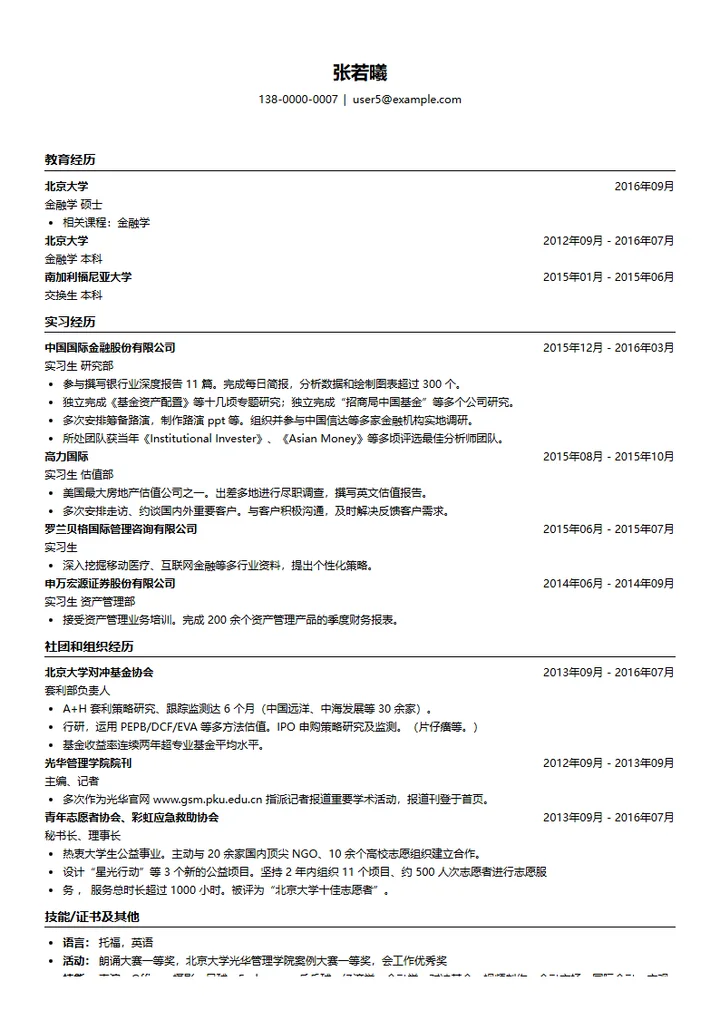 张若曦
138-0000-0007 | user5@example.com
教育经历
北京大学 2016年09月
金融学 硕士
• 相关课程：金融学
北京大学 2012年09月 - 2016年07月
金融学 本科
南加利福尼亚大学 2015年01月 - 2015年06月
交换生 本科
实习经历
中国国际金融股份有限公司 2015年12月 - 2016年03月
实习生 研究部
• 参与撰写银行业深度报告 11 篇。完成每日简报，分析数据和绘制图表超过 300 个。
• 独立完成《基金资产配置》等十几项专题研究；独立完成“招商局中国基金”等多个公司研究。
• 多次安排筹备路演，制作路演 ppt 等。组织并参与中国信达等多家金融机构实地调研。
• 所处团队获当年《Institutional Invester》、《Asian Money》等多项评选最佳分析师团队。
高力国际 2015年08月 - 2015年10月
实习生 估值部
• 美国最大房地产估值公司之一。出差多地进行尽职调查，撰写英文估值报告。
• 多次安排走访、约谈国内外重要客户。与客户积极沟通，及时解决反馈客户需求。
罗兰贝格国际管理咨询有限公司 2015年06月 - 2015年07月
实习生
• 深入挖掘移动医疗、互联网金融等多行业资料，提出个性化策略。
申万宏源证券股份有限公司 2014年06月 - 2014年09月
实习生 资产管理部
• 接受资产管理业务培训。完成 200 余个资产管理产品的季度财务报表。
社团和组织经历
北京大学对冲基金协会 2013年09月 - 2016年07月
套利部负责人
• A+H 套利策略研究、跟踪监测达 6 个月（中国远洋、中海发展等 30 余家）。
• 行研，运用 PEPB/DCF/EVA 等多方法估值。IPO 申购策略研究及监测。（片仔癀等。）
• 基金收益率连续两年超专业基金平均水平。
光华管理学院院刊 2012年09月 - 2013年09月
主编、记者
• 多次作为光华官网 www.gsm.pku.edu.cn 指派记者报道重要学术活动，报道刊登于首页。
青年志愿者协会、彩虹应急救助协会 2013年09月 - 2016年07月
秘书长、理事长
• 热衷大学生公益事业。主动与 20 余家国内顶尖 NGO、10 余个高校志愿组织建立合作。
• 设计“星光行动”等 3 个新的公益项目。坚持 2 年内组织 11 个项目、约 500 人次志愿者进行志愿服
• 务 ， 服务总时长超过 1000 小时。被评为“北京大学十佳志愿者”。
技能/证书及其他
• 语言： 托福，英语
• 活动： 朗诵大赛一等奖，北京大学光华管理学院案例大赛一等奖，会工作优秀奖